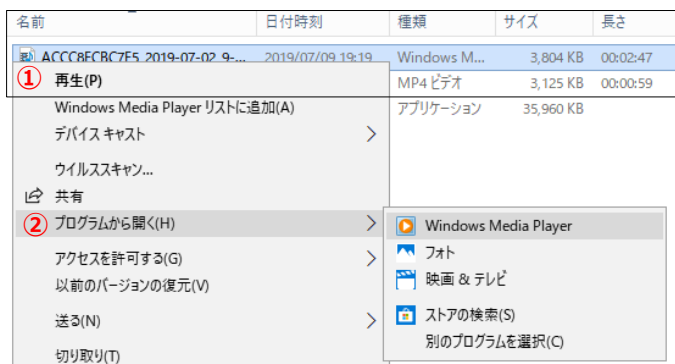 名前 日付時刻 種類 サイズ 長さ
ACCC8ECBC7F5_2019-07-02_9-... 2019/07/09 19:19 Windows M... 3,804 KB 00:02:47
① 再生(P) MP4 ビデオ 3,125 KB 00:00:59
Windows Media Player リストに追加(A) アプリケーション 35,960 KB
デバイス キャスト
ウイルススキャン...
共有
② プログラムから開く(H) Windows Media Player
フォト
アクセスを許可する(G) 映画 & テレビ
以前のバージョンの復元(V)
送る(N) ストアの検索(S)
別のプログラムを選択(C)
切り取り(T)